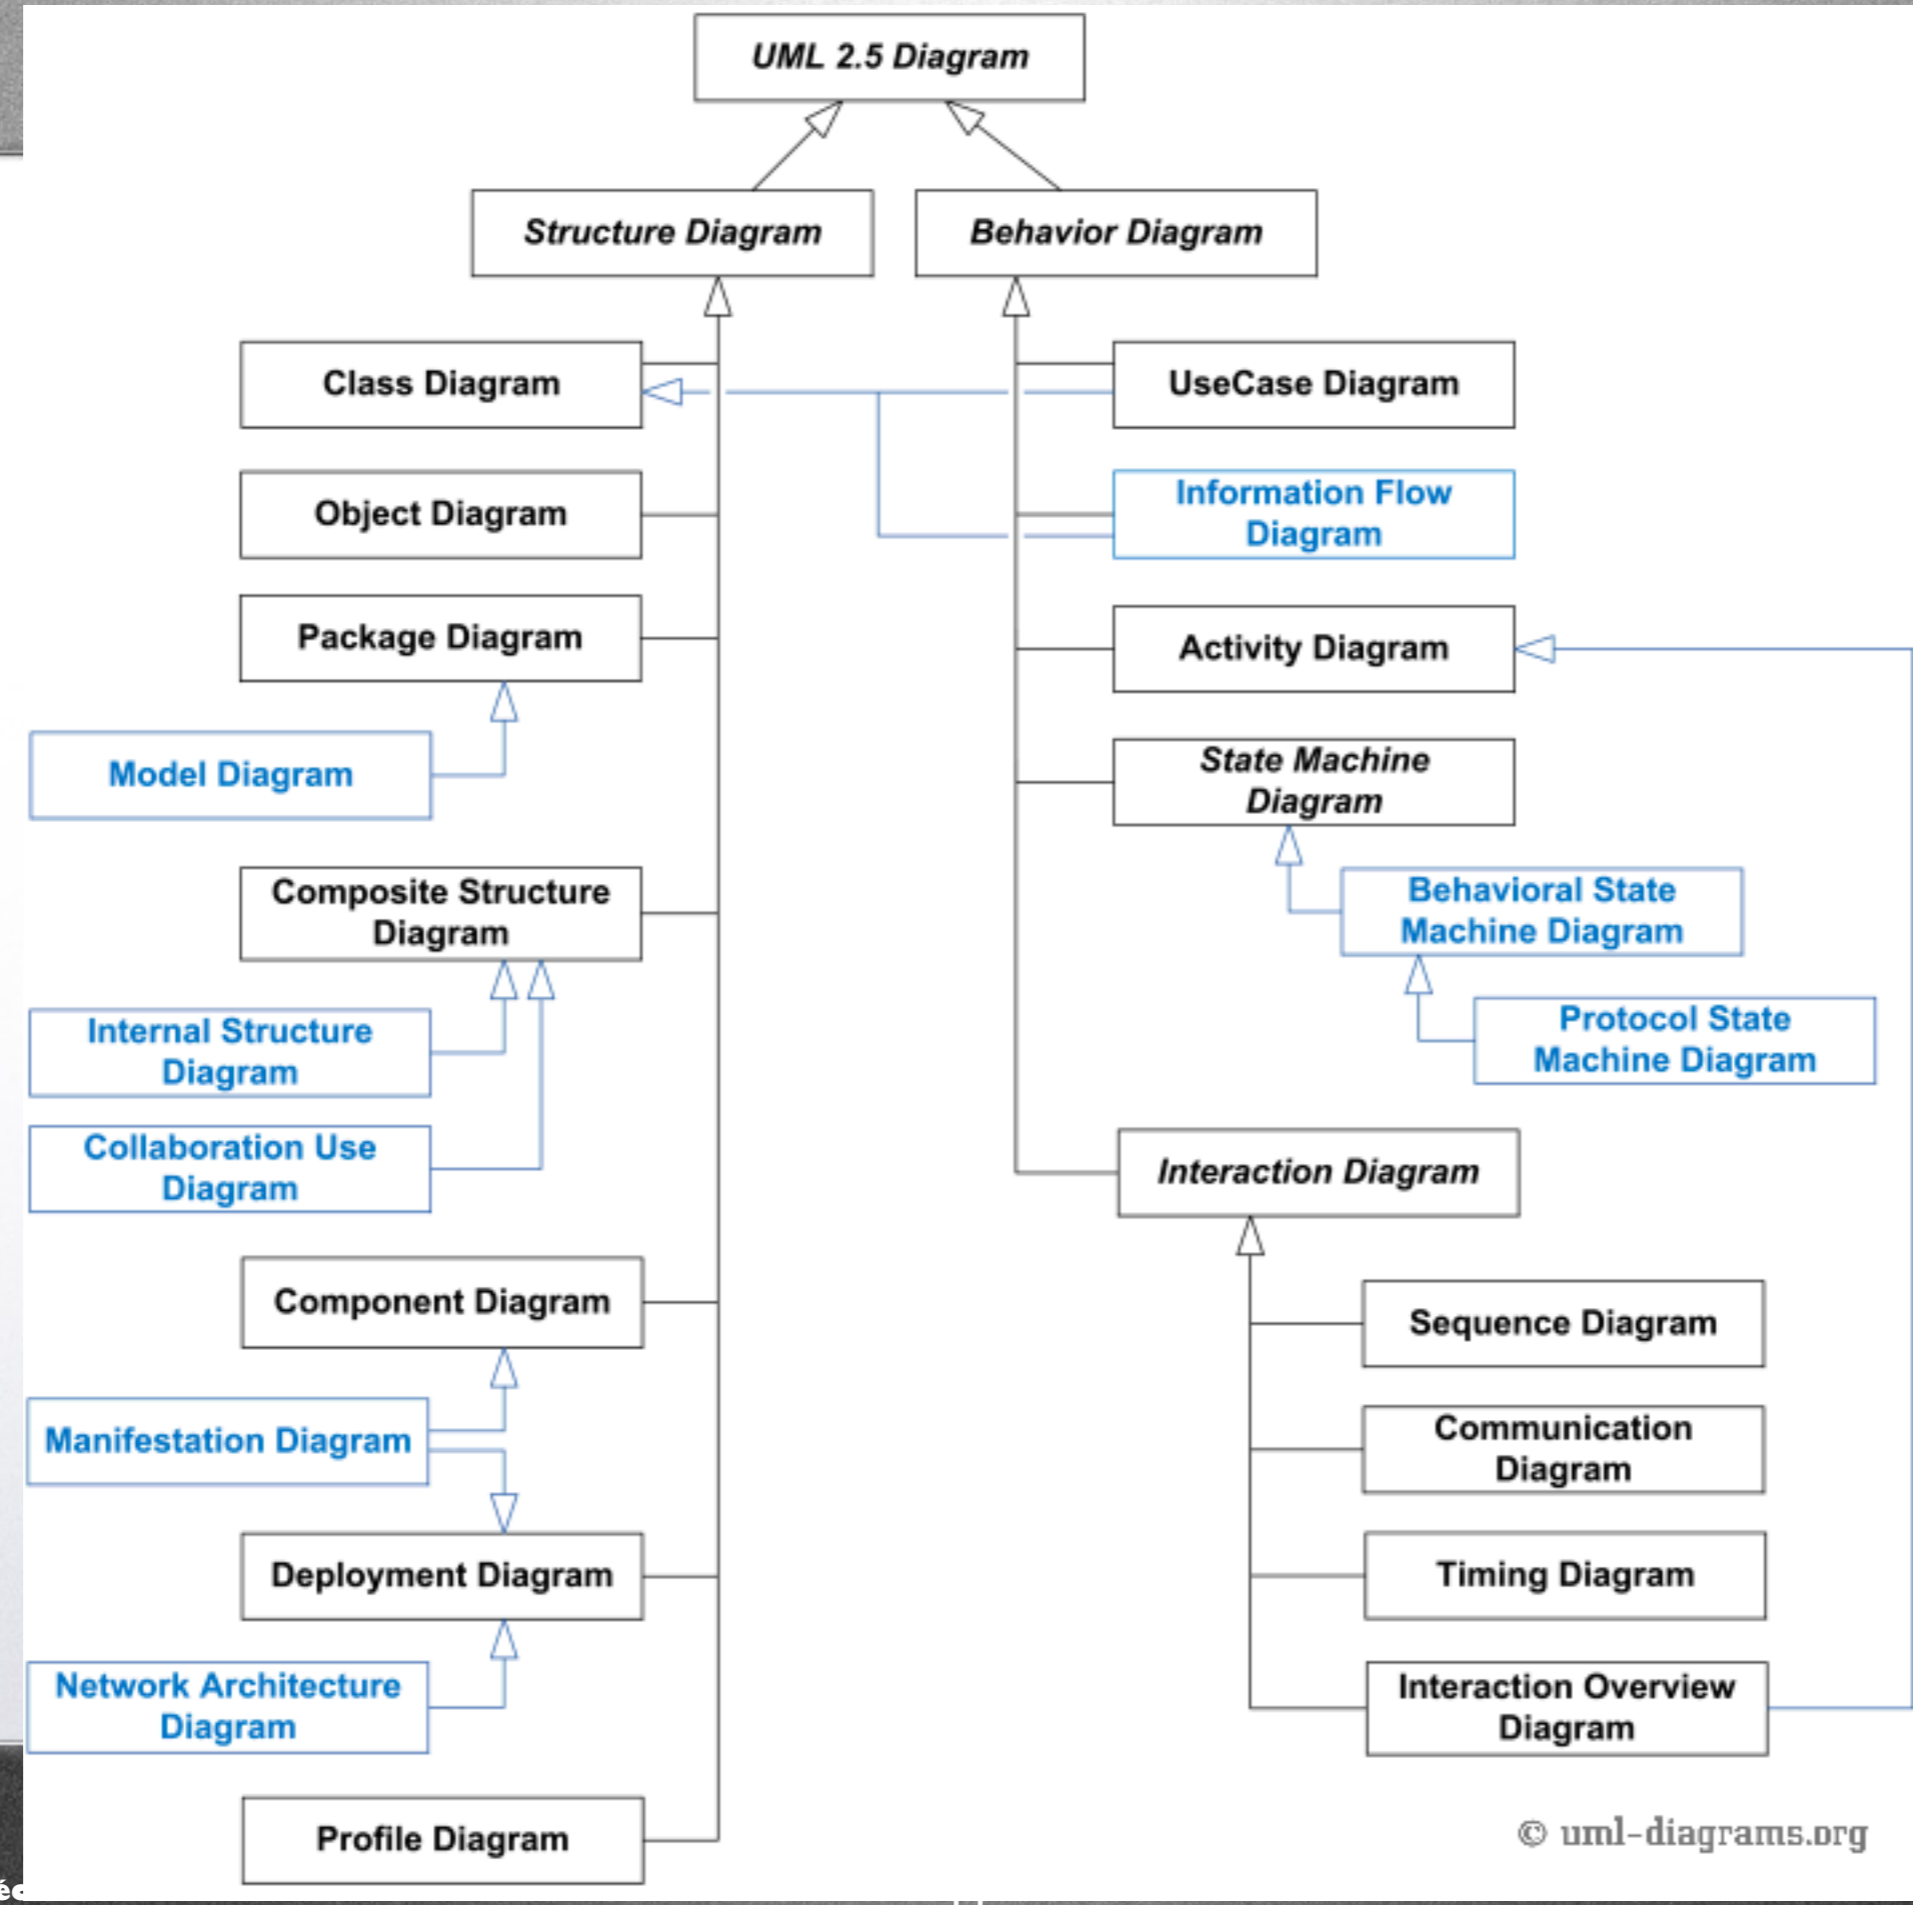 UML 2.5 Diagram
Structure Diagram
Behavior Diagram
Class Diagram
UseCase Diagram
Object Diagram
Information Flow
Diagram
Package Diagram
Activity Diagram
Model Diagram
State Machine
Diagram
Composite Structure
Diagram
Behavioral State
Machine Diagram
Internal Structure
Diagram
Protocol State
Machine Diagram
Collaboration Use
Diagram
Interaction Diagram
Component Diagram
Sequence Diagram
Manifestation Diagram
Communication
Diagram
Deployment Diagram
Timing Diagram
Network Architecture
Diagram
Interaction Overview
Diagram
Profile Diagram
© uml-diagrams.org